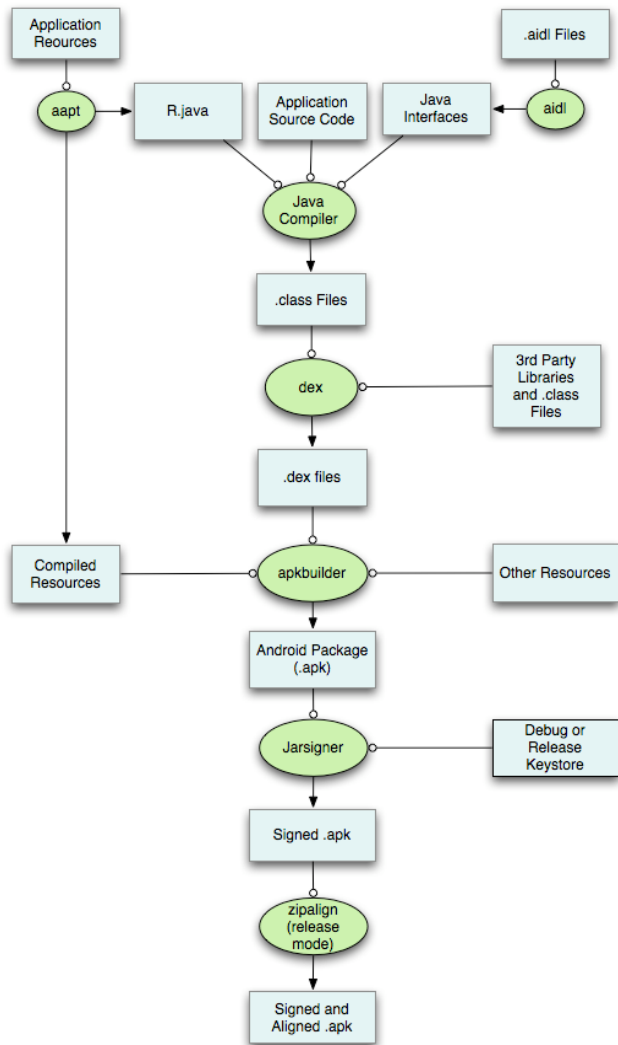 Application
Reources
.aidl Files
aapt
R.java
Application
Source Code
Java
Interfaces
aidl
Java
Compiler
.class Files
dex
3rd Party
Libraries
and .class
Files
.dex files
Compiled
Resources
apkbuilder
Other Resources
Android Package
(.apk)
Jarsigner
Debug or
Release
Keystore
Signed .apk
zipalign
(release
mode)
Signed and
Aligned .apk